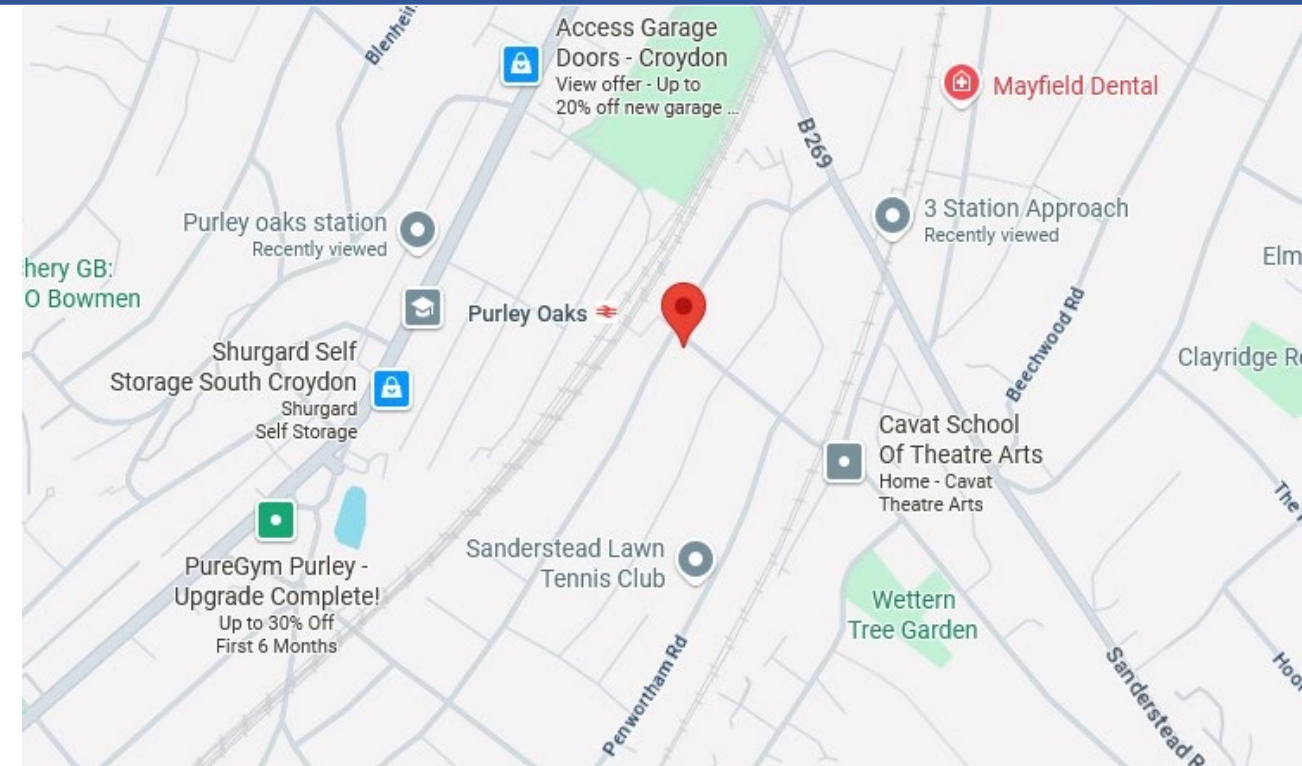 Blenhei
Access Garage
Doors - Croydon
View offer - Up to
20% off new garage ...
Mayfield Dental
B269
Purley oaks station
Recently viewed
3 Station Approach
Recently viewed
hery GB:
O Bowmen
Elm
Purley Oaks
Beechwood Rd
Shurgard Self
Storage South Croydon
Shurgard
Self Storage
Clayridge R
Cavat School
Of Theatre Arts
Home - Cavat
Theatre Arts
The
Sanderstead Lawn
Tennis Club
PureGym Purley -
Upgrade Complete!
Up to 30% Off
First 6 Months
Wettern
Tree Garden
Penwortham Rd
Sanderstead R
Hoo